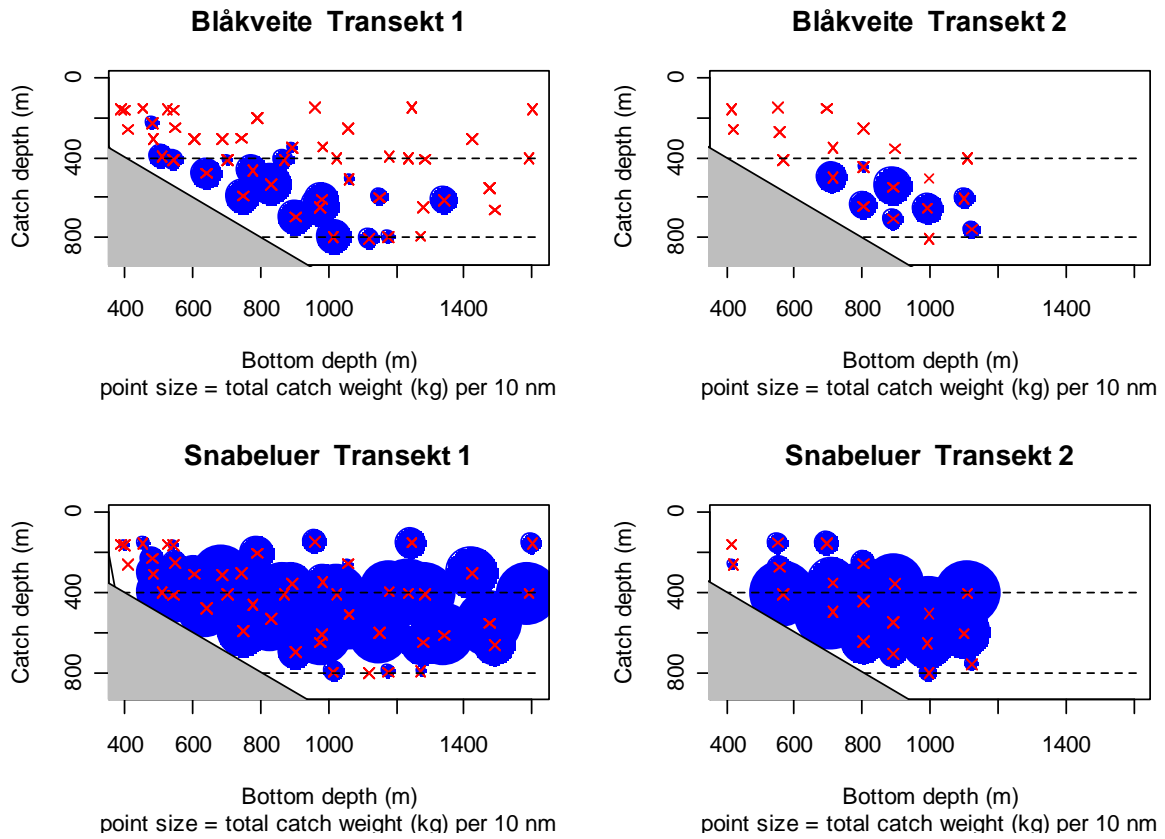 Blåkveite Transekt 1
Catch depth (m)
0
400
800
400 600 800 1000 1400
Bottom depth (m)
point size = total catch weight (kg) per 10 nm
Blåkveite Transekt 2
Catch depth (m)
0
400
800
400 600 800 1000 1400
Bottom depth (m)
point size = total catch weight (kg) per 10 nm
Snabeluer Transekt 1
Catch depth (m)
0
400
800
400 600 800 1000 1400
Bottom depth (m)
point size = total catch weight (kg) per 10 nm
Snabeluer Transekt 2
Catch depth (m)
0
400
800
400 600 800 1000 1400
Bottom depth (m)
point size = total catch weight (kg) per 10 nm